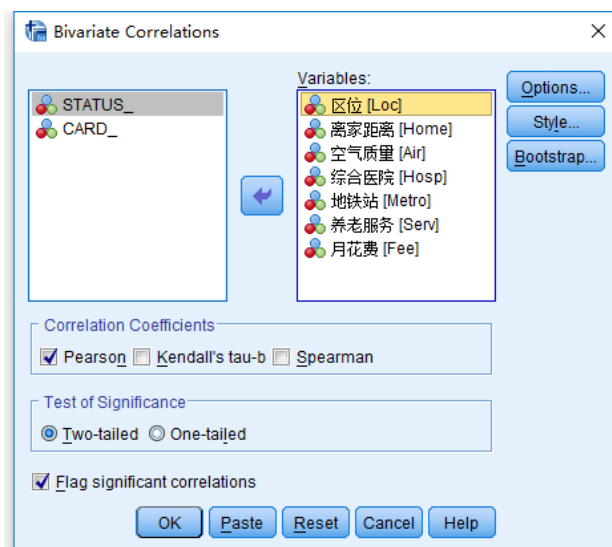 Bivariate Correlations
Variables:
STATUS_
CARD_
区位 [Loc]
离家距离 [Home]
空气质量 [Air]
综合医院 [Hosp]
地铁站 [Metro]
养老服务 [Serv]
月花费 [Fee]
Options...
Style...
Bootstrap...
Correlation Coefficients
Pearson Kendall's tau-b Spearman
Test of Significance
Two-tailed One-tailed
Flag significant correlations
OK Paste Reset Cancel Help